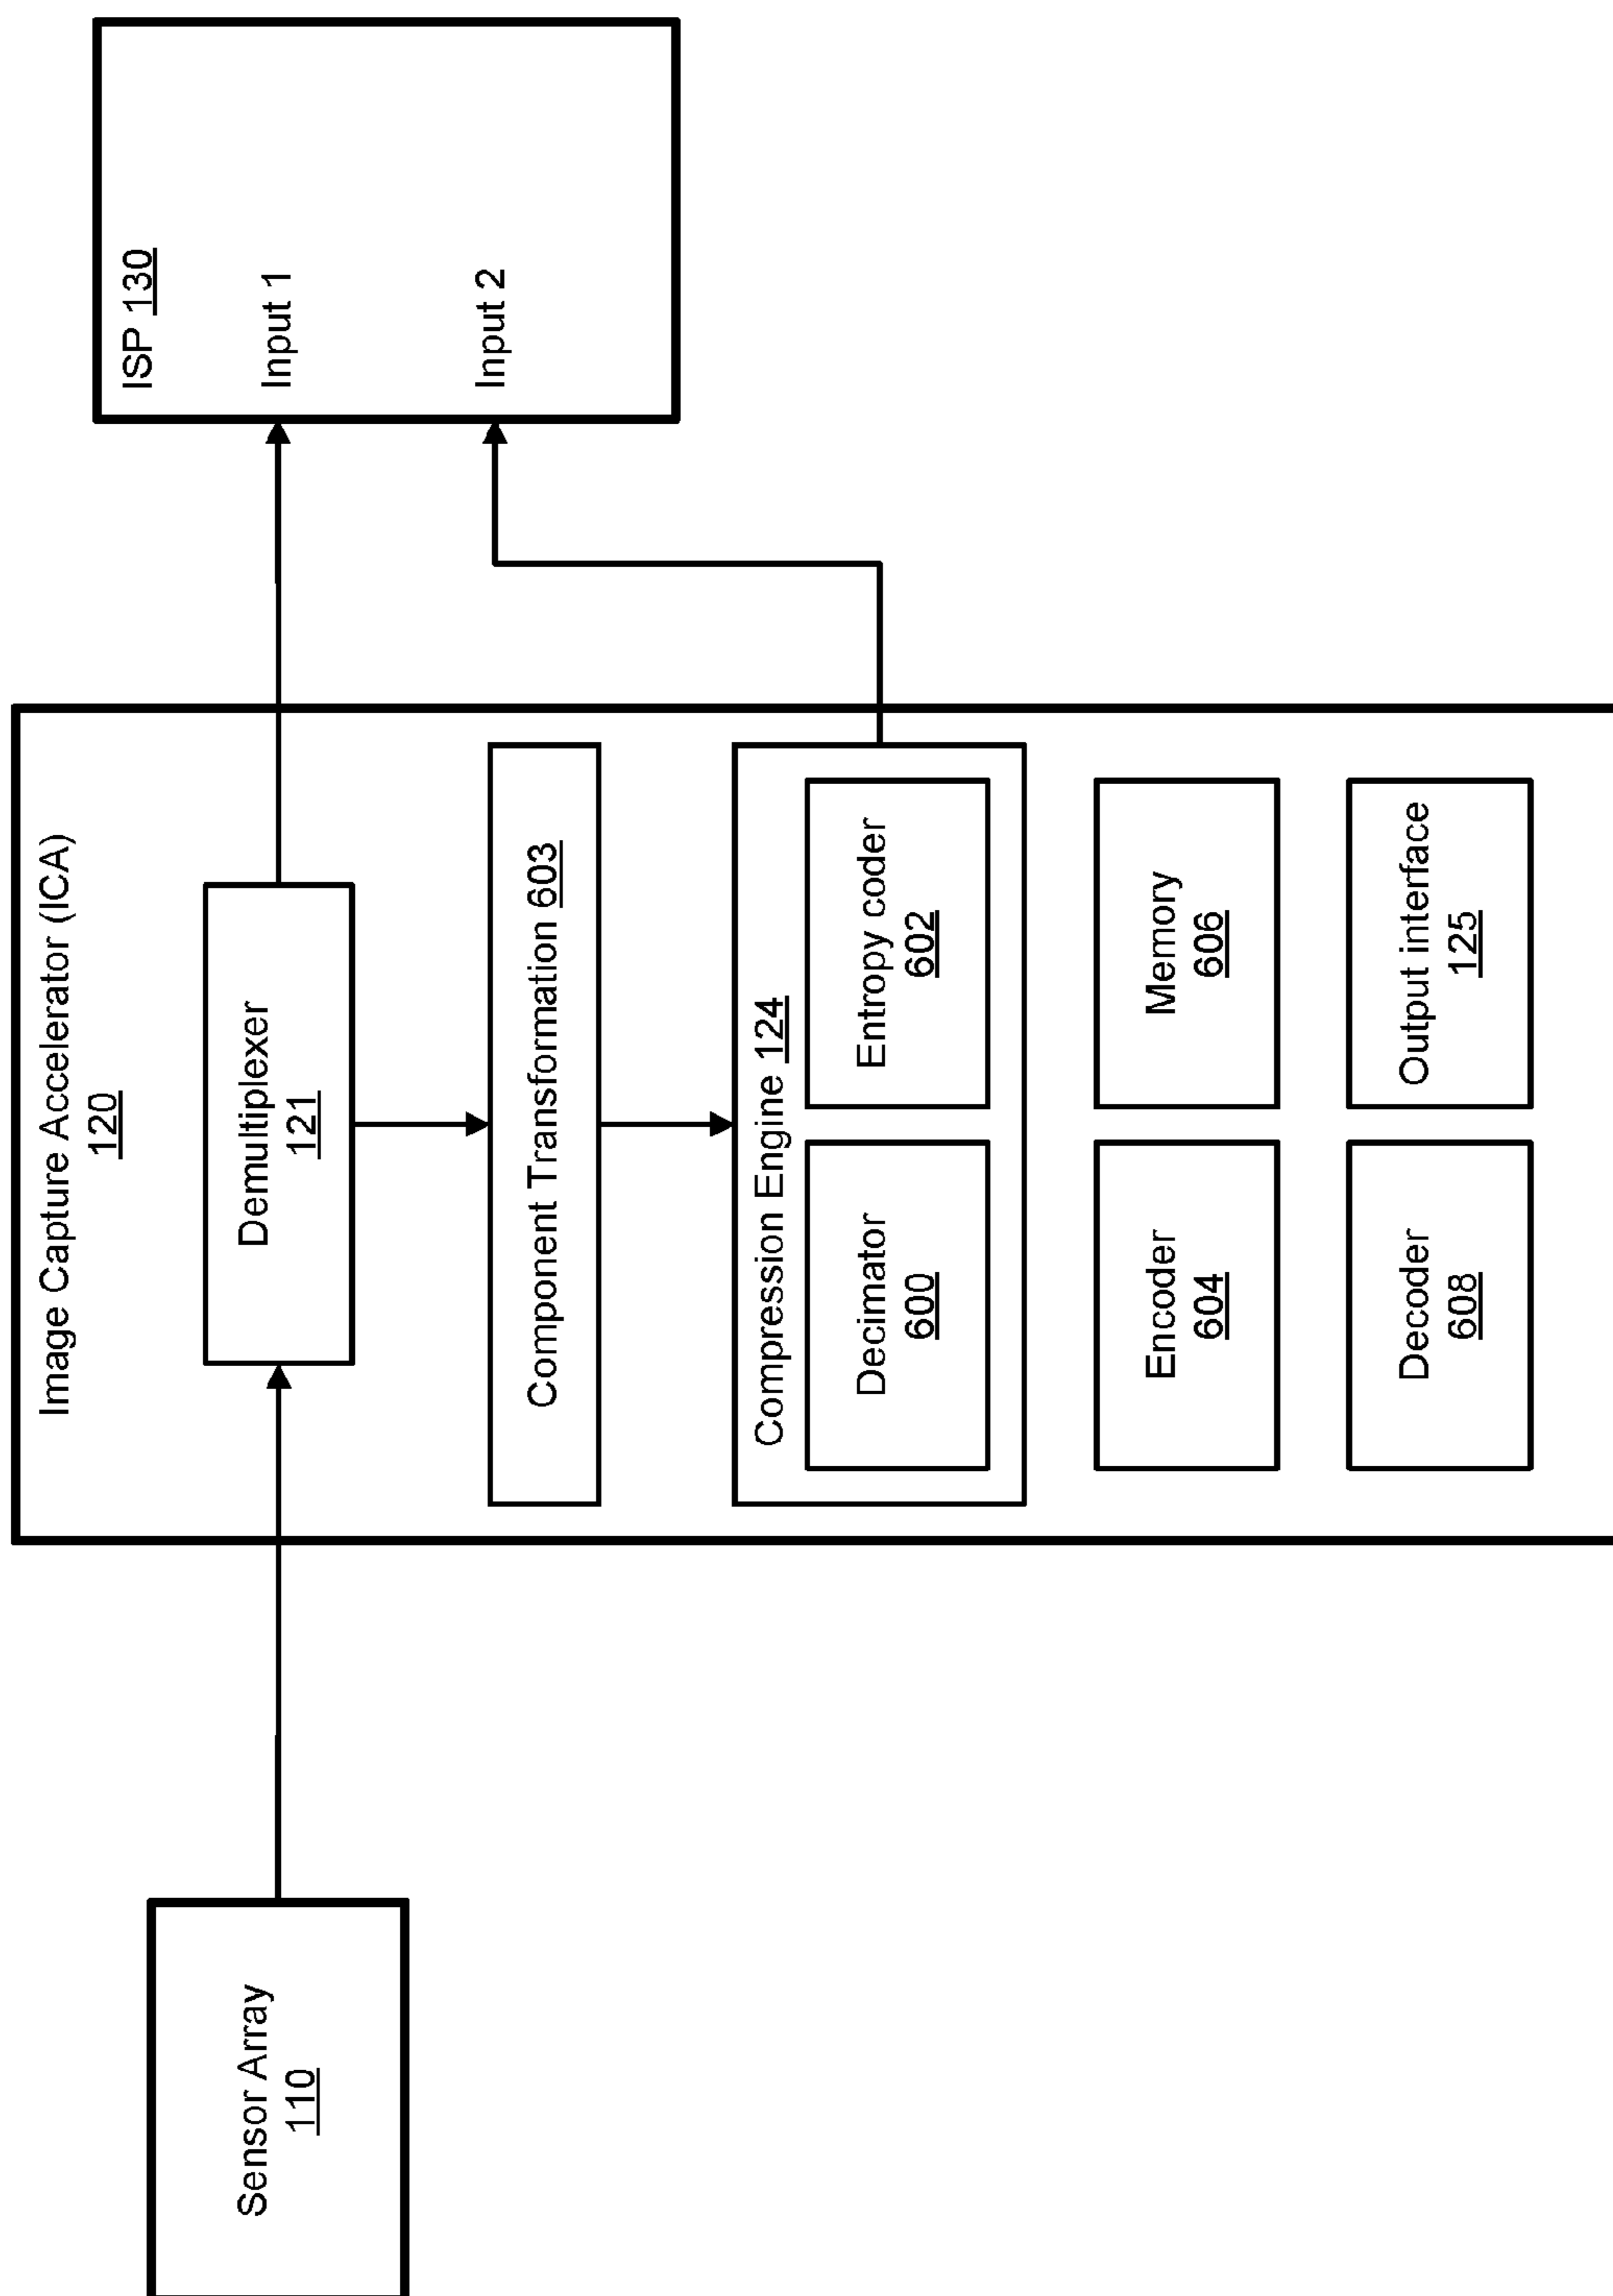 Sensor Array
110
Image Capture Accelerator (ICA)
120
Demultiplexer
121
Component Transformation 603
Compression Engine 124
Decimator
600
Entropy coder
602
Encoder
604
Memory
606
Decoder
608
Output interface
125
ISP 130
Input 1
Input 2